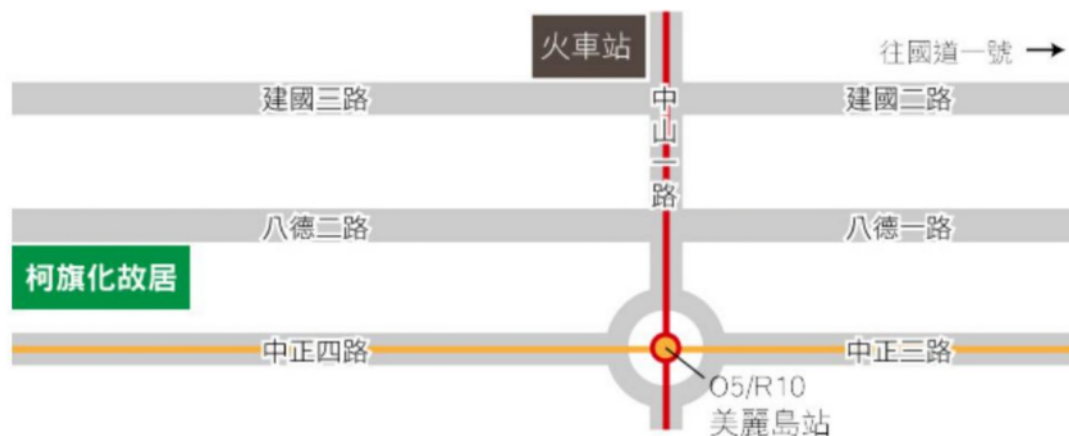 火車站
往國道一號
建國三路
中山一路
建國二路
八德二路
八德一路
柯旗化故居
中正四路
中正三路
O5/R10
美麗島站